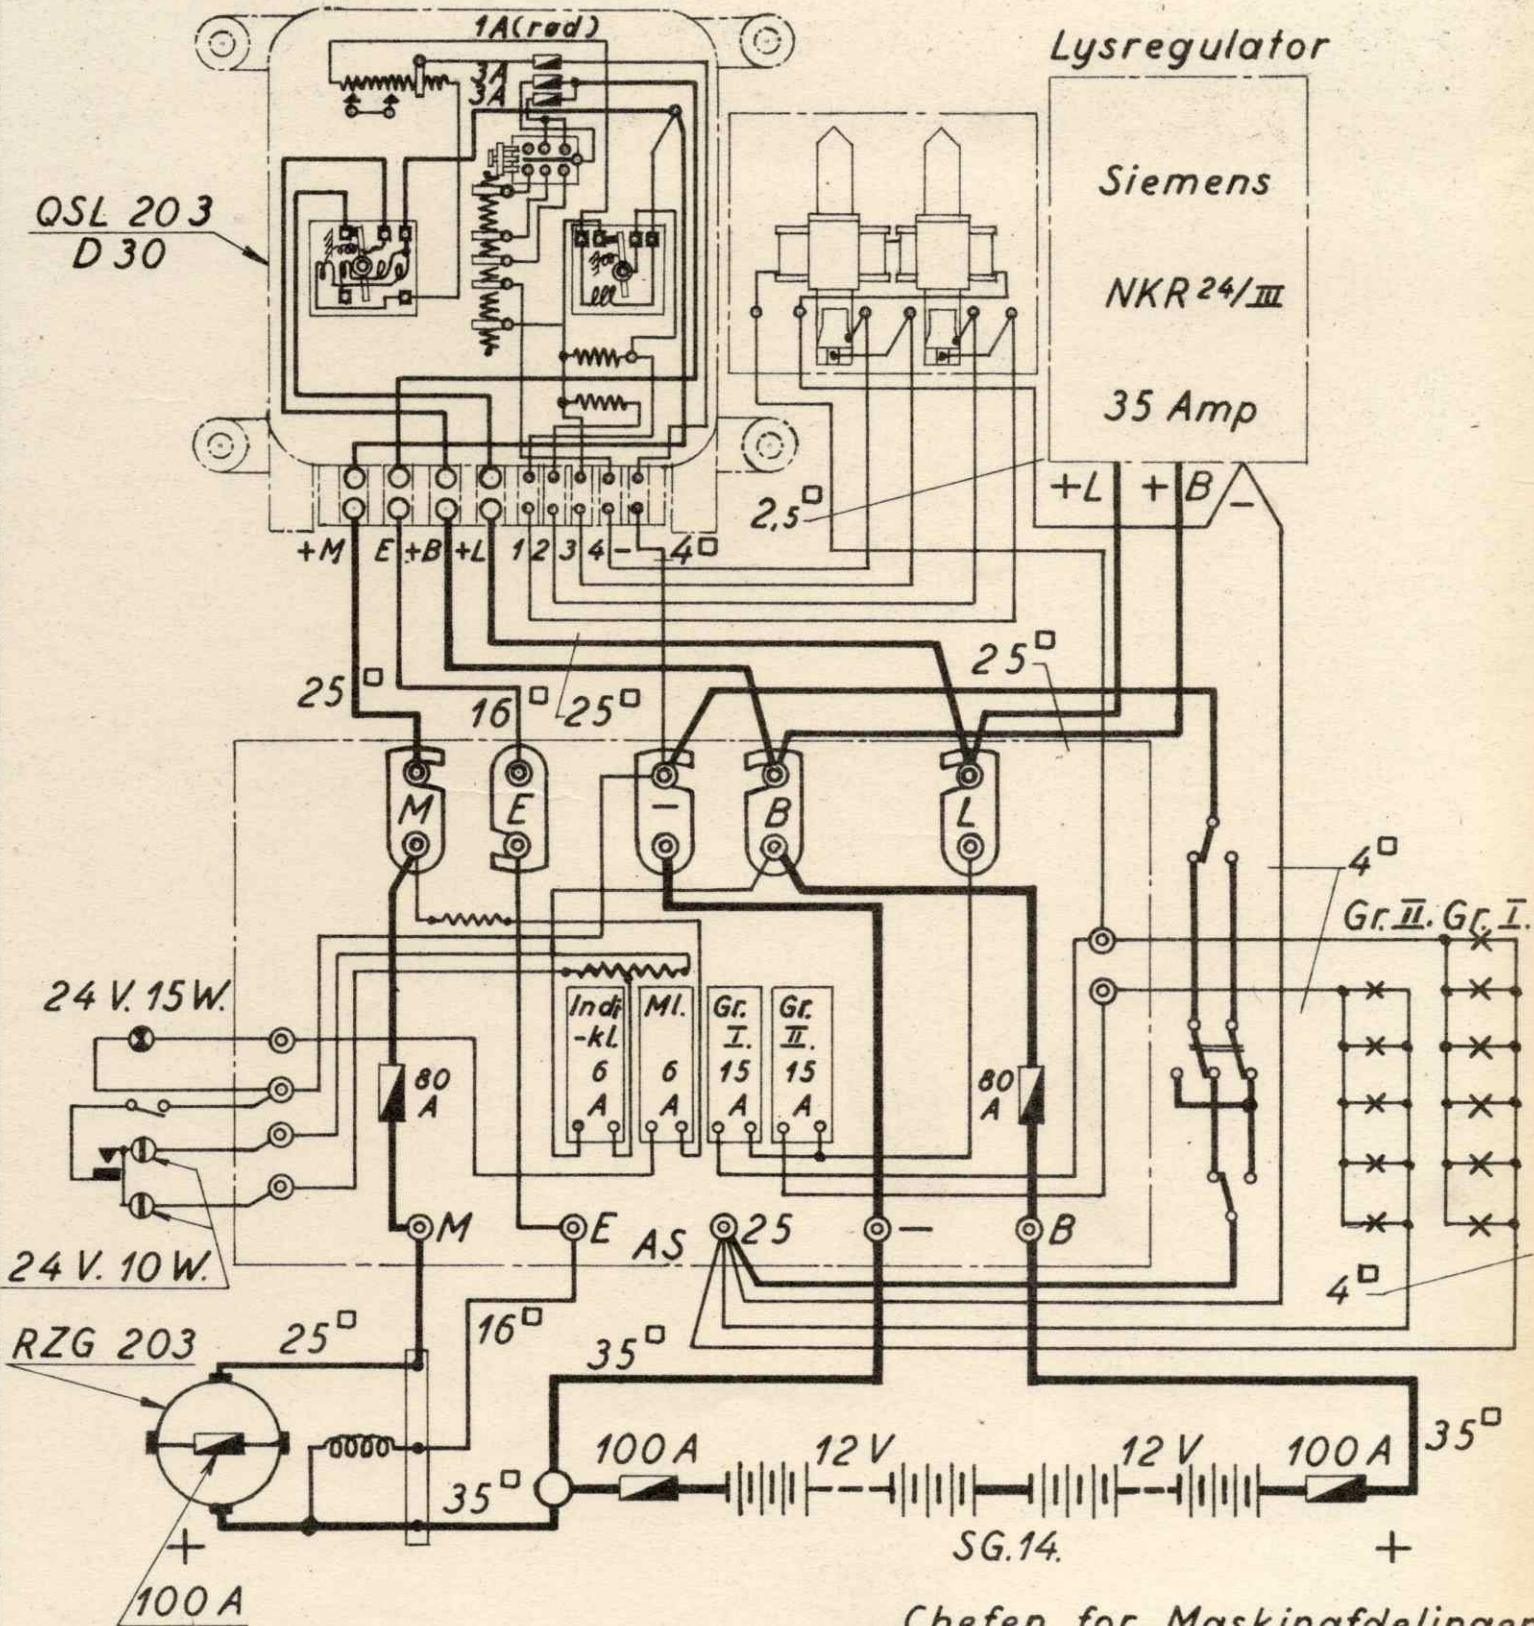 1A(rød)
3A
3A
Lysregulator
Siemens
NKR 24/III
35 Amp
QSL 203
D 30
+L + B -
2,5□
+M E +B +L 1 2 3 4 - 4□
25□
25□ 16□ 25□
M E - B L
4□
Gr. II. Gr. I.
24 V. 15 W.
Indi
-kl.
6
A
Ml.
6
A
Gr.
I.
15
A
Gr.
II.
15
A
80
A
80
A
M E AS 25 - B
24 V. 10 W.
4□
RZG 203
25□ 16□ 35□
100 A 12 V 12 V 100 A 35□
35□
SG.14.
+ +
100 A
Chefen for Maskinafdelingen